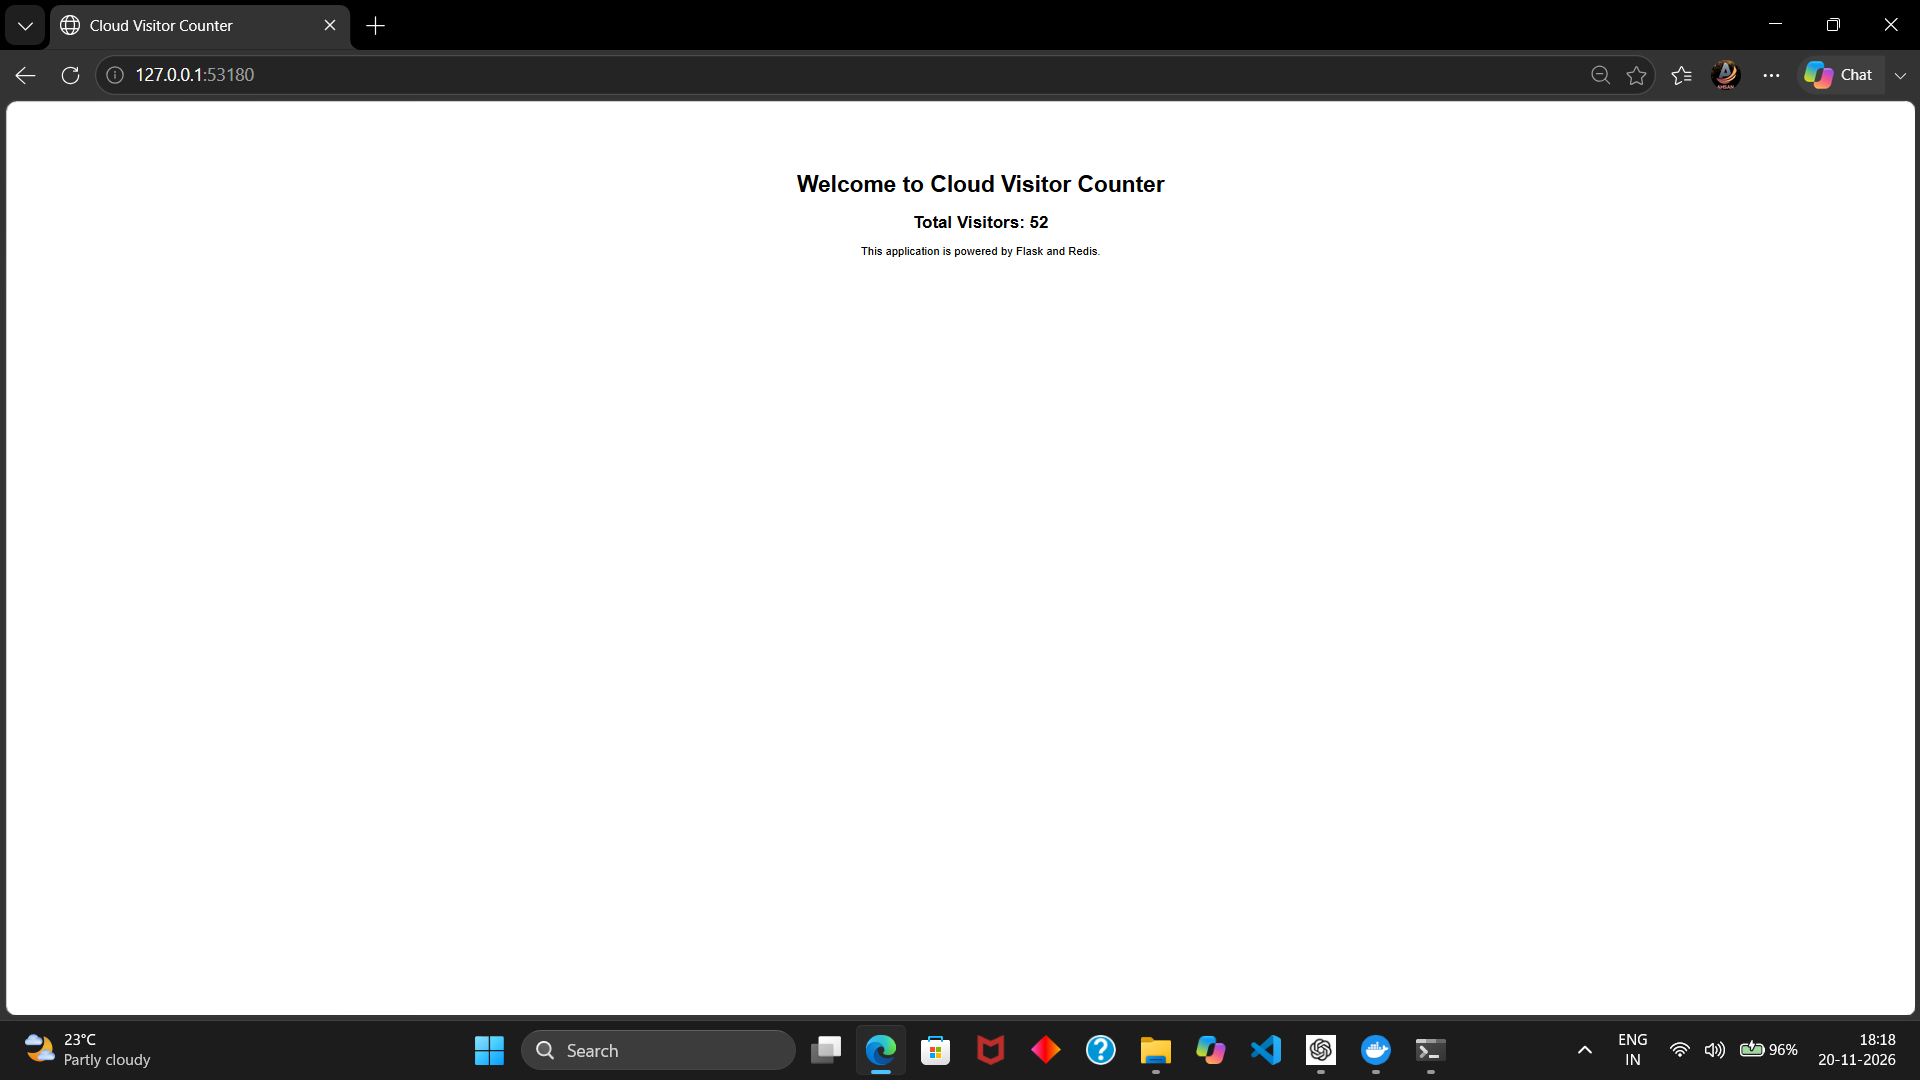 Cloud Visitor Counter
127.0.0.1:53180
Chat
Welcome to Cloud Visitor Counter
Total Visitors: 52
This application is powered by Flask and Redis.
23°C
Partly cloudy
Search
ENG
IN
96%
18:18
20-11-2026